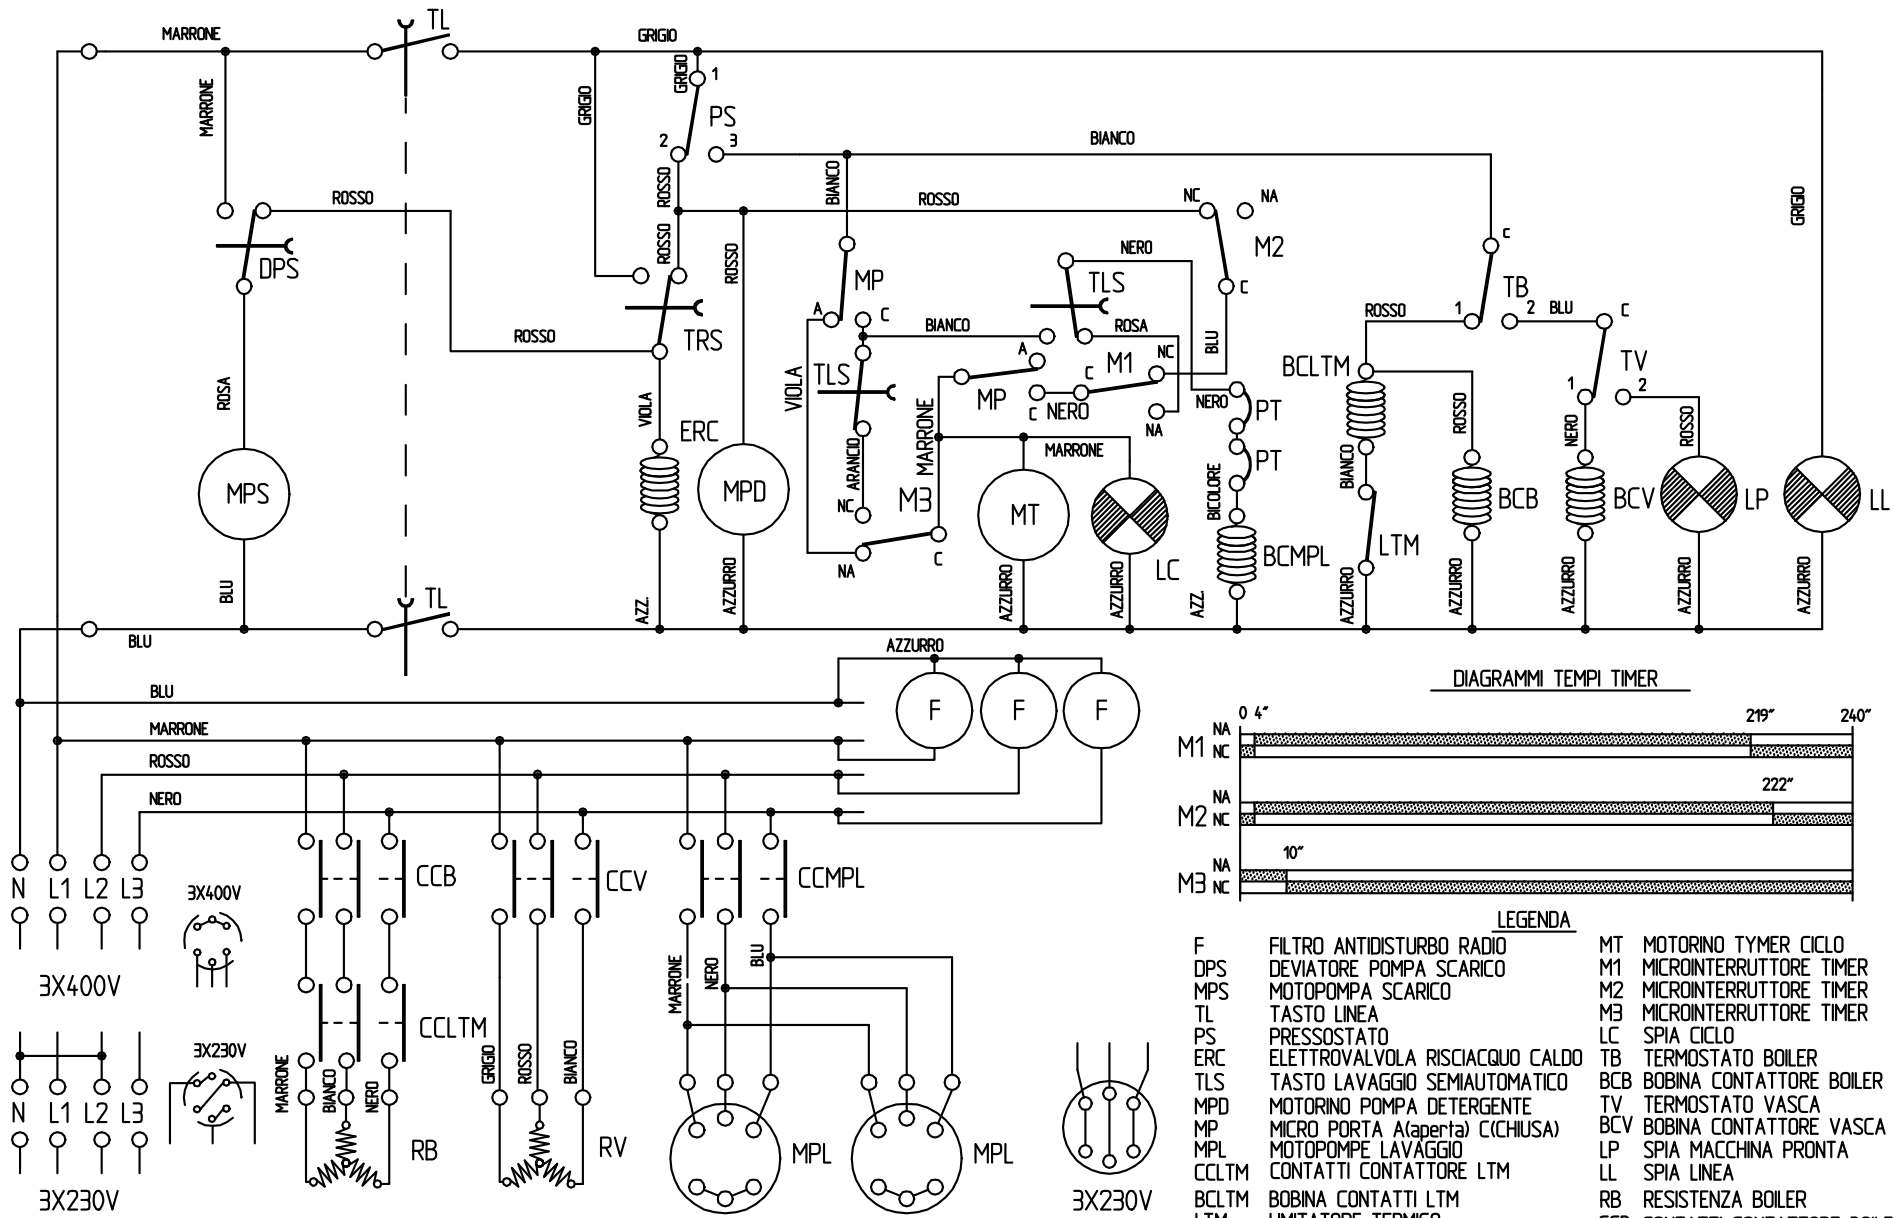 MARRONE
TL
GRIGIO
MARRONE
GRIGIO
GRIGIO
1
PS
2
3
BIANCO
ROSSO
ROSSO
ROSSO
BIANCO
ROSSO
NC
NA
M2
C
GRIGIO
DPS
ROSSO
TRS
ROSSO
MP
A
C
BIANCO
NERO
TLS
ROSA
BLU
C
TB
1
2
BLU
C
ROSSO
TV
1
2
ROSA
VIOLA
ERC
VIOLA
TLS
ARANCIO
MARRONE
A
MP
C
NERO
C
M1
NC
NA
NERO
PT
PT
BICOLORE
BCLTM
BIANCO
ROSSO
NERO
ROSSO
MPS
MPD
NC
M3
NA
C
MARRONE
MT
LC
BCMPL
LTM
BCB
BCV
LP
LL
BLU
TL
AZZ.
AZZURRO
AZZURRO
AZZURRO
AZZ.
AZZURRO
AZZURRO
AZZURRO
AZZURRO
AZZURRO
BLU
AZZURRO
BLU
MARRONE
ROSSO
NERO
F
F
F
DIAGRAMMI TEMPI TIMER
0 4"
219"
240"
M1
NA
NC
222"
M2
NA
NC
10"
M3
NA
NC
N L1 L2 L3
3X400V
3X400V
CCB
CCV
CCMPL
CCLTM
MARRONE
BIANCO
NERO
GRIGIO
ROSSO
BIANCO
MARRONE
NERO
BLU
3X230V
N L1 L2 L3
3X230V
RB
RV
MPL
MPL
3X230V
LEGENDA
F FILTRO ANTIDISTURBO RADIO
DPS DEVIATORE POMPA SCARICO
MPS MOTOPOMPA SCARICO
TL TASTO LINEA
PS PRESSOSTATO
ERC ELETTROVALVOLA RISCIACQUO CALDO
TLS TASTO LAVAGGIO SEMIAUTOMATICO
MPD MOTORINO POMPA DETERGENTE
MP MICRO PORTA A(aperta) C(CHIUSA)
MPL MOTOPOMPE LAVAGGIO
CCLTM CONTATTI CONTATTORE LTM
BCLTM BOBINA CONTATTI LTM
LTM LIMITATORE TERMICO
MT MOTORINO TYMER CICLO
M1 MICROINTERRUTTORE TIMER
M2 MICROINTERRUTTORE TIMER
M3 MICROINTERRUTTORE TIMER
LC SPIA CICLO
TB TERMOSTATO BOILER
BCB BOBINA CONTATTORE BOILER
TV TERMOSTATO VASCA
BCV BOBINA CONTATTORE VASCA
LP SPIA MACCHINA PRONTA
LL SPIA LINEA
RB RESISTENZA BOILER